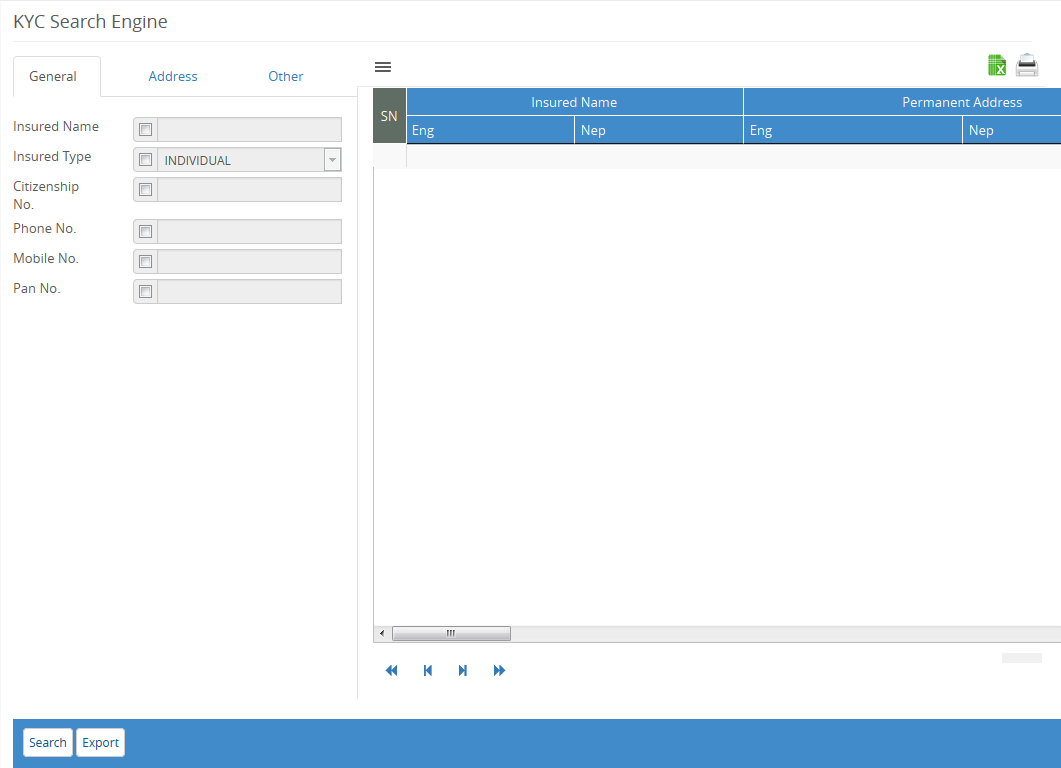 KYC Search Engine
General
Address
Other
Insured Name
Insured Type
INDIVIDUAL
Citizenship
No.
Phone No.
Mobile No.
Pan No.
SN
Insured Name
Permanent Address
Eng
Nep
Eng
Nep
Search
Export